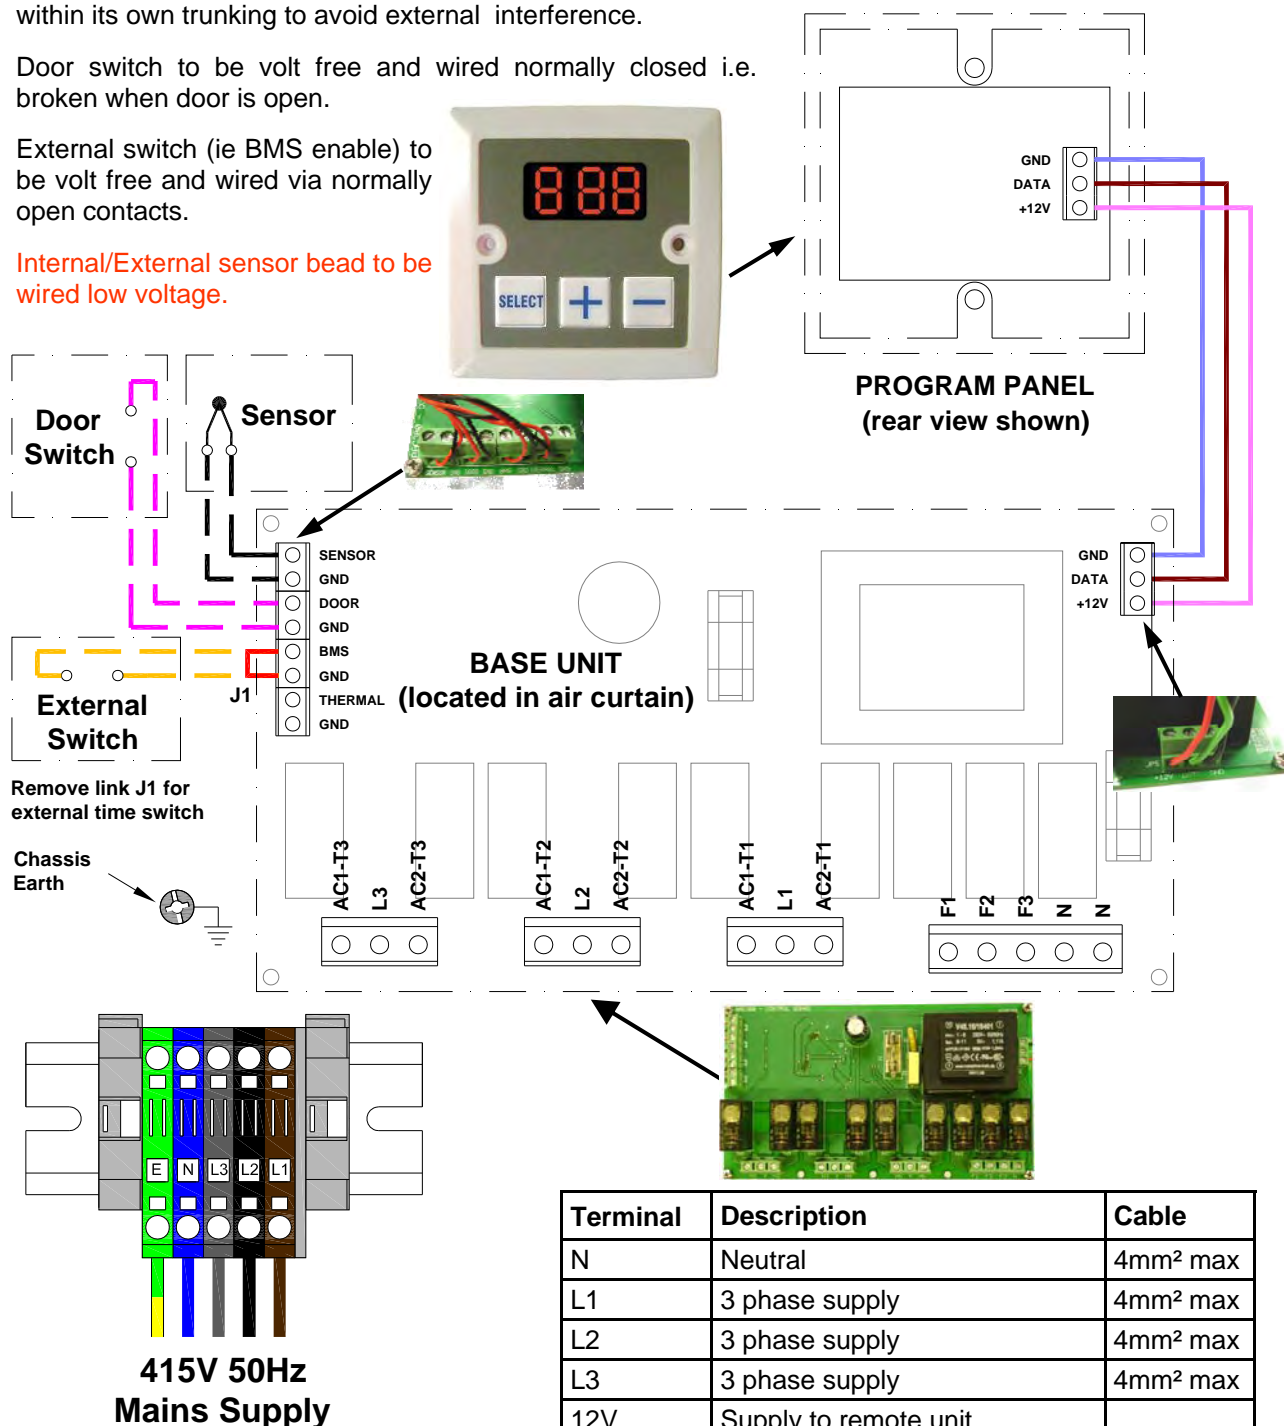 within its own trunking to avoid external interference.
Door switch to be volt free and wired normally closed i.e.
broken when door is open.
External switch (ie BMS enable) to
be volt free and wired via normally
open contacts.
Internal/External sensor bead to be
wired low voltage.
888
SELECT
+
−
GND
DATA
+12V
PROGRAM PANEL
(rear view shown)
Door
Switch
Sensor
SENSOR
GND
DOOR
GND
BMS
GND
THERMAL
GND
J1
External
Switch
Remove link J1 for
external time switch
BASE UNIT
(located in air curtain)
GND
DATA
+12V
Chassis
Earth
AC1-T3
L3
AC2-T3
AC1-T2
L2
AC2-T2
AC1-T1
L1
AC2-T1
F1
F2
F3
N
N
E N L3 L2 L1
415V 50Hz
Mains Supply
Terminal Description Cable
N Neutral 4mm² max
L1 3 phase supply 4mm² max
L2 3 phase supply 4mm² max
L3 3 phase supply 4mm² max
12V Supply to remote unit